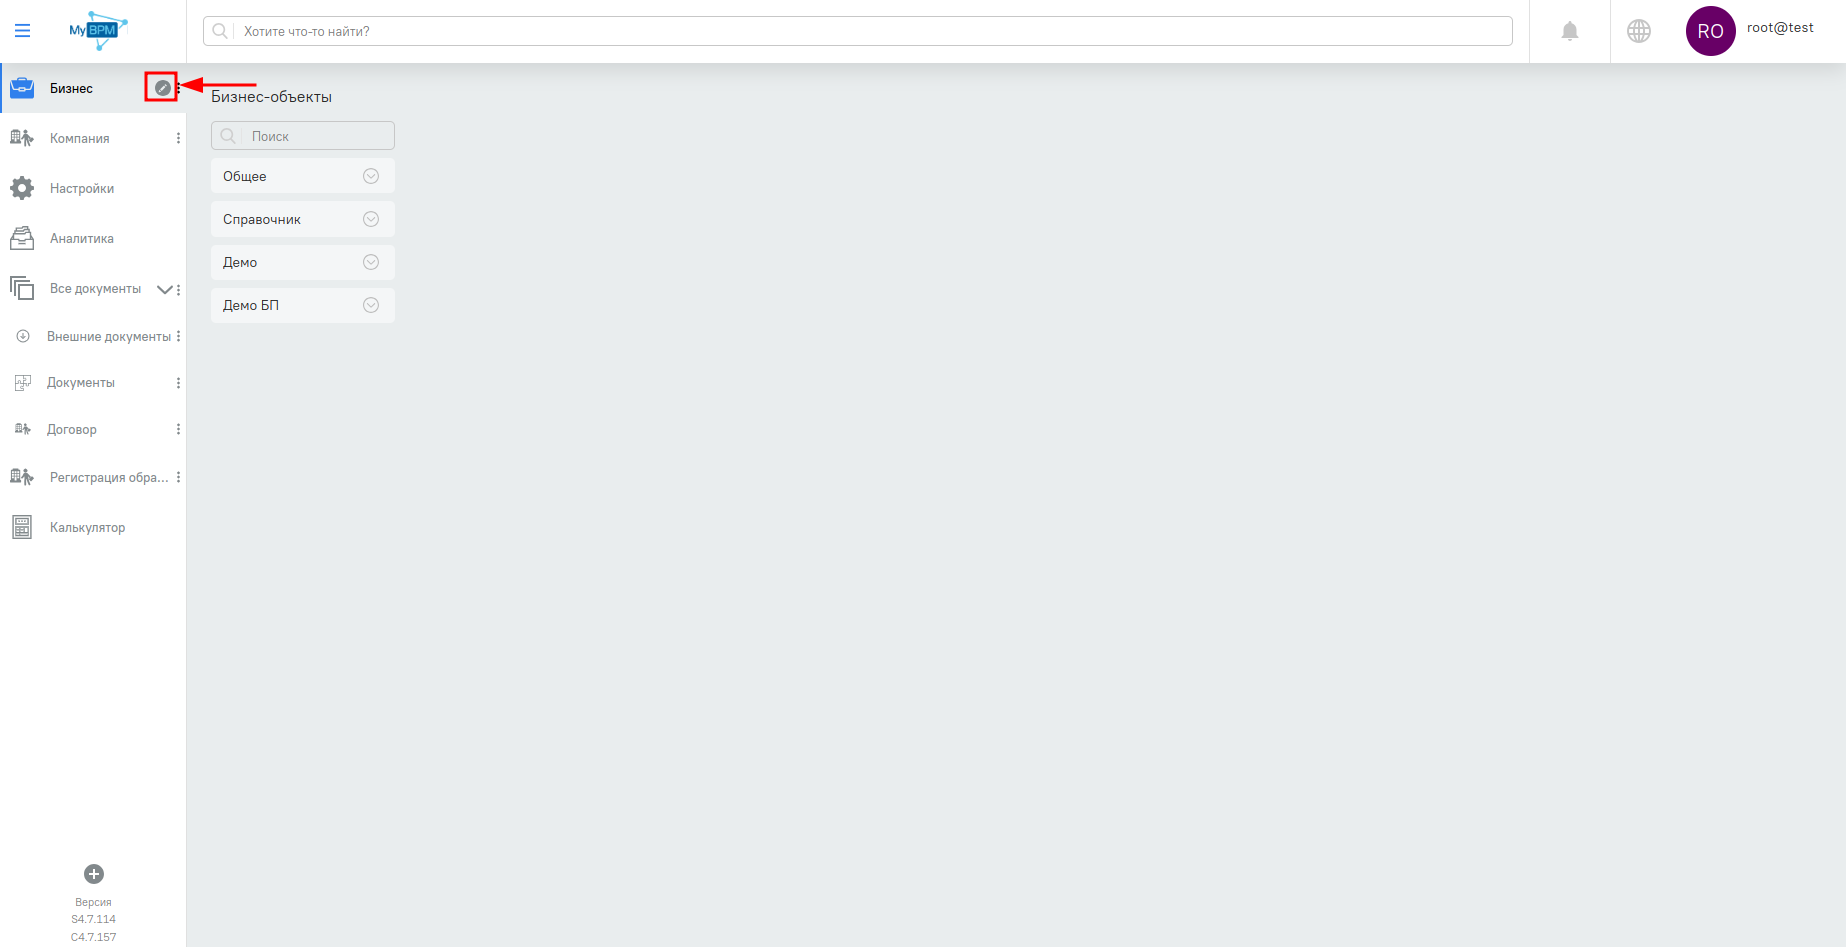 My BPM
Хотите что-то найти?
RO
root@test
Бизнес
Компания
Настройки
Аналитика
Все документы
Внешние документы
Документы
Договор
Регистрация обра...
Калькулятор
Версия
S4.7.114
C4.7.157
Бизнес-объекты
Поиск
Общее
Справочник
Демо
Демо БП